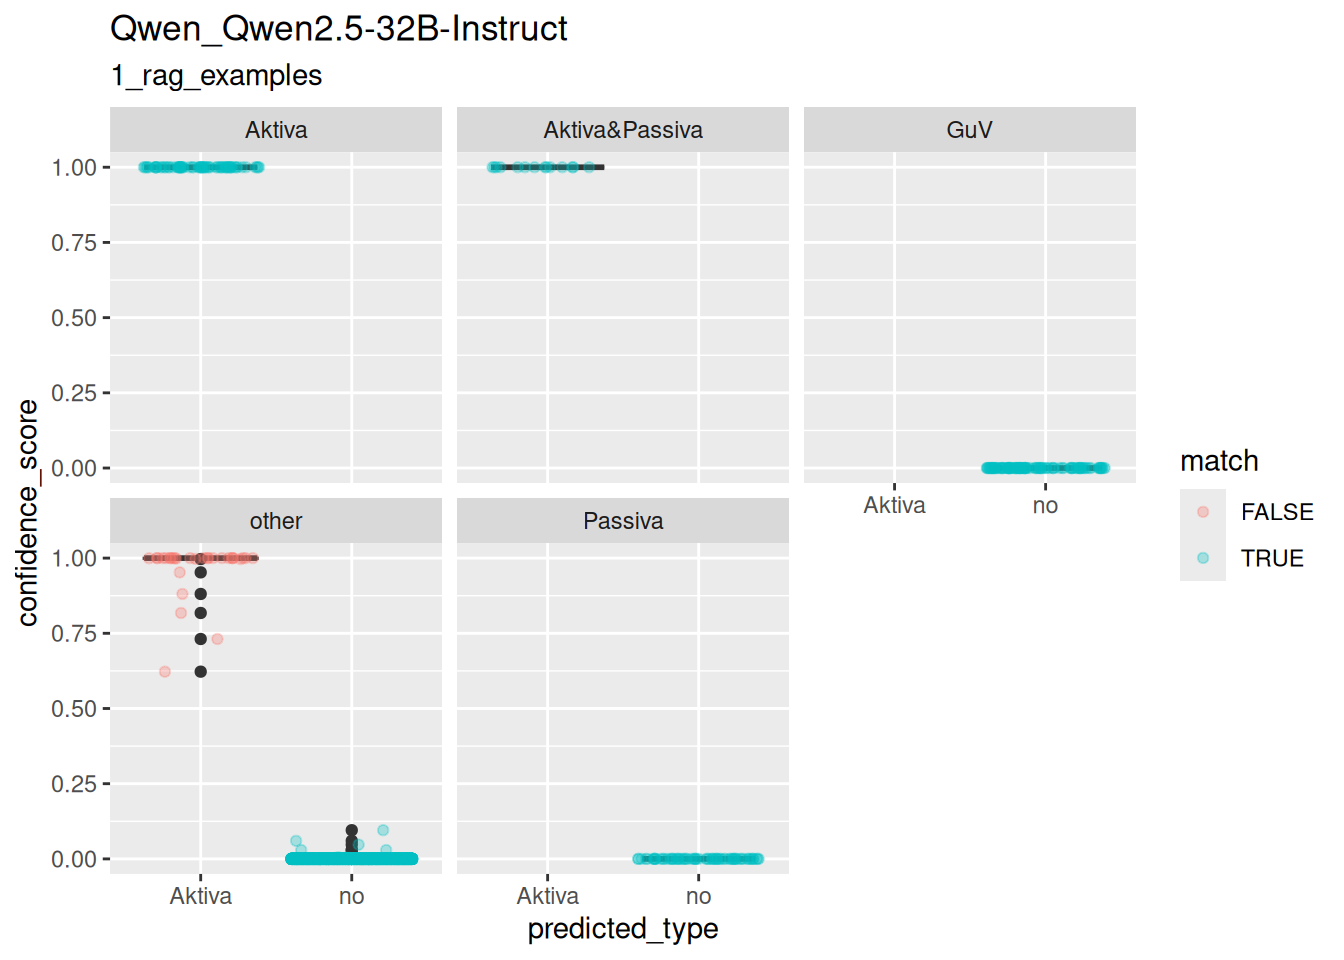 Qwen_Qwen2.5-32B-Instruct
1_rag_examples
Aktiva
Aktiva&Passiva
GuV
1.00
0.75
0.50
0.25
0.00
Aktiva
no
other
Passiva
1.00
0.75
0.50
0.25
0.00
Aktiva
no
Aktiva
no
confidence_score
predicted_type
match
FALSE
TRUE